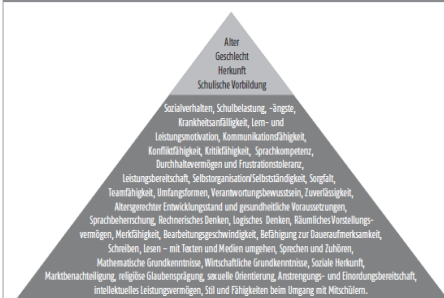 Alter
Geschlecht
Herkunft
Schulische Vorbildung
Sozialverhalten, Schulbelastung, -ängste,
Krankheitsanfälligkeit, Lern- und
Leistungsmotivation, Kommunikationsfähigkeit,
Konfliktfähigkeit, Kritikfähigkeit, Sprachkompetenz,
Durchhaltevermögen und Frustrationstoleranz,
Leistungsbereitschaft, Selbstorganisation/Selbstständigkeit, Sorgfalt,
Teamfähigkeit, Umfangsformen, Verantwortungsbewusstsein, Zuverlässigkeit,
Altersgerechter Entwicklungsstand und gesundheitliche Voraussetzungen,
Sprachbeherrschung, Rechnerisches Denken, Logisches Denken, Räumliches Vorstellungs-
vermögen, Merkfähigkeit, Bearbeitungsgeschwindigkeit, Befähigung zur Daueraufmerksamkeit,
Schreiben, Lesen – mit Texten und Medien umgehen, Sprechen und Zuhören,
Mathematische Grundkenntnisse, Wirtschaftliche Grundkenntnisse, Soziale Herkunft,
Marktbenachteiligung, religiöse Glaubensprägung, sexuelle Orientierung, Anstrengungs- und Einordungsbereitschaft,
intellektuelles Leistungsvermögen, Stil und Fähigkeiten beim Umgang mit Mitschülern.